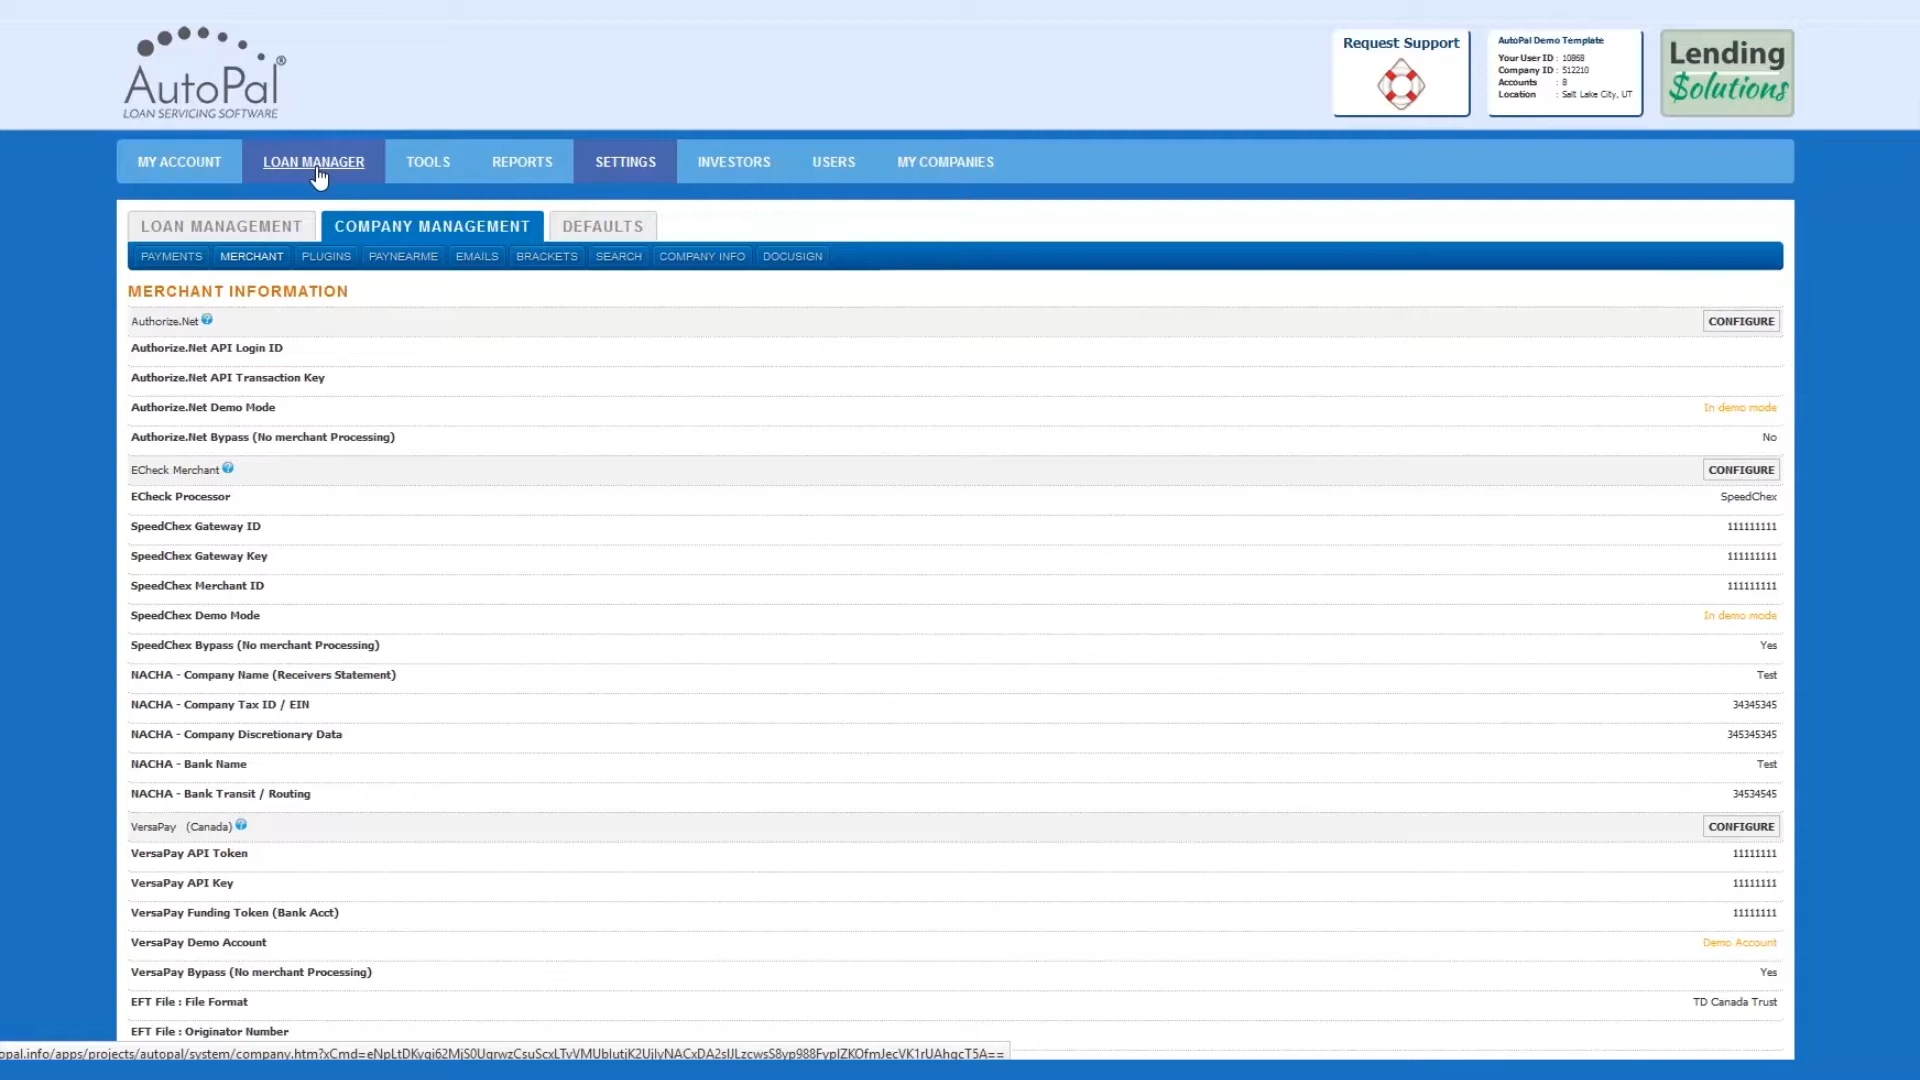 AutoPal®
LOAN SERVICING SOFTWARE
Request Support
AutoPal Demo Template
Your User ID : 10868
Company ID : 512210
Accounts : 8
Location : Salt Lake City, UT
Lending
$olutions
MY ACCOUNT LOAN MANAGER TOOLS REPORTS SETTINGS INVESTORS USERS MY COMPANIES
LOAN MANAGEMENT COMPANY MANAGEMENT DEFAULTS
PAYMENTS MERCHANT PLUGINS PAYNEARME EMAILS BRACKETS SEARCH COMPANY INFO DOCUSIGN
MERCHANT INFORMATION
Authorize.Net ? CONFIGURE
Authorize.Net API Login ID
Authorize.Net API Transaction Key
Authorize.Net Demo Mode In demo mode
Authorize.Net Bypass (No merchant Processing) No
ECheck Merchant ? CONFIGURE
ECheck Processor SpeedChex
SpeedChex Gateway ID 111111111
SpeedChex Gateway Key 111111111
SpeedChex Merchant ID 111111111
SpeedChex Demo Mode In demo mode
SpeedChex Bypass (No merchant Processing) Yes
NACHA - Company Name (Receivers Statement) Test
NACHA - Company Tax ID / EIN 34345345
NACHA - Company Discretionary Data 345345345
NACHA - Bank Name Test
NACHA - Bank Transit / Routing 34534545
VersaPay (Canada) ? CONFIGURE
VersaPay API Token 11111111
VersaPay API Key 11111111
VersaPay Funding Token (Bank Acct) 11111111
VersaPay Demo Account Demo Account
VersaPay Bypass (No merchant Processing) Yes
EFT File : File Format TD Canada Trust
EFT File : Originator Number